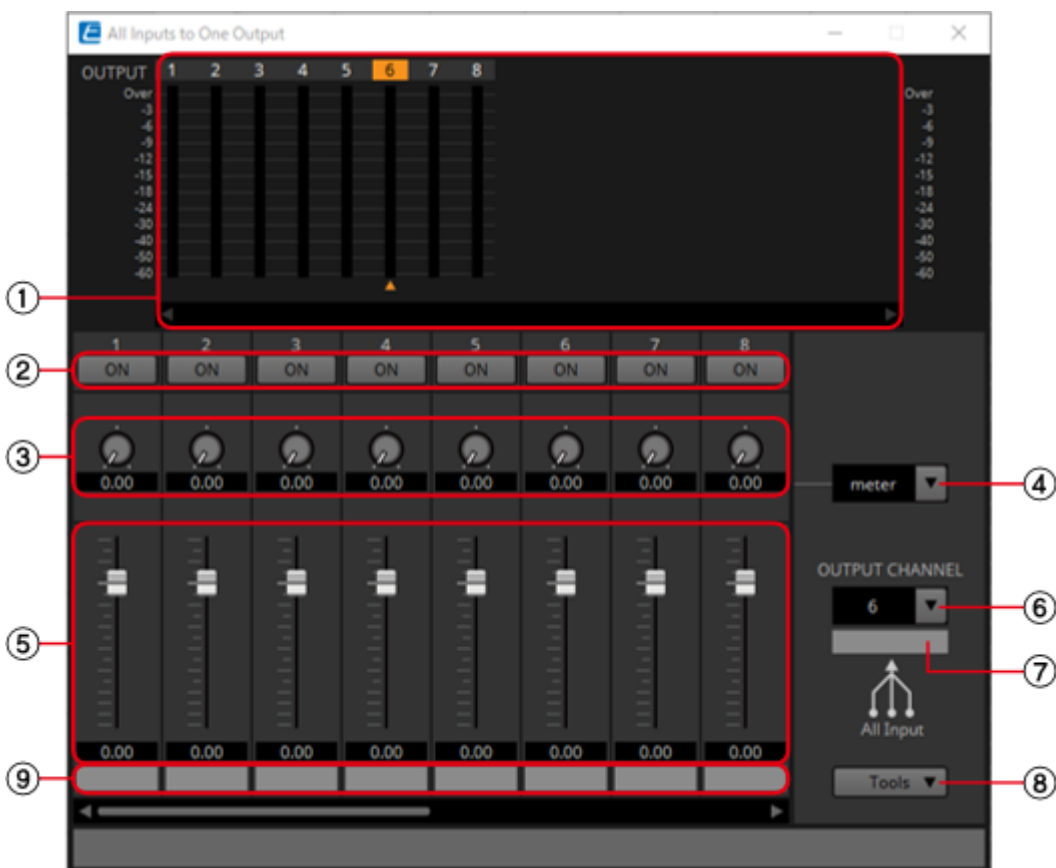 All Inputs to One Output
OUTPUT 1 2 3 4 5 6 7 8
Over Over
-3 -3
-6 -6
-9 -9
-12 -12
-15 -15
-18 -18
-24 -24
-30 -30
-40 -40
-50 -50
-60 -60
①
1 2 3 4 5 6 7 8
② ON ON ON ON ON ON ON ON
③ 0.00 0.00 0.00 0.00 0.00 0.00 0.00 0.00
meter ④
OUTPUT CHANNEL
6 ⑥
⑤
⑦
All Input
0.00 0.00 0.00 0.00 0.00 0.00 0.00 0.00
⑨
Tools ⑧